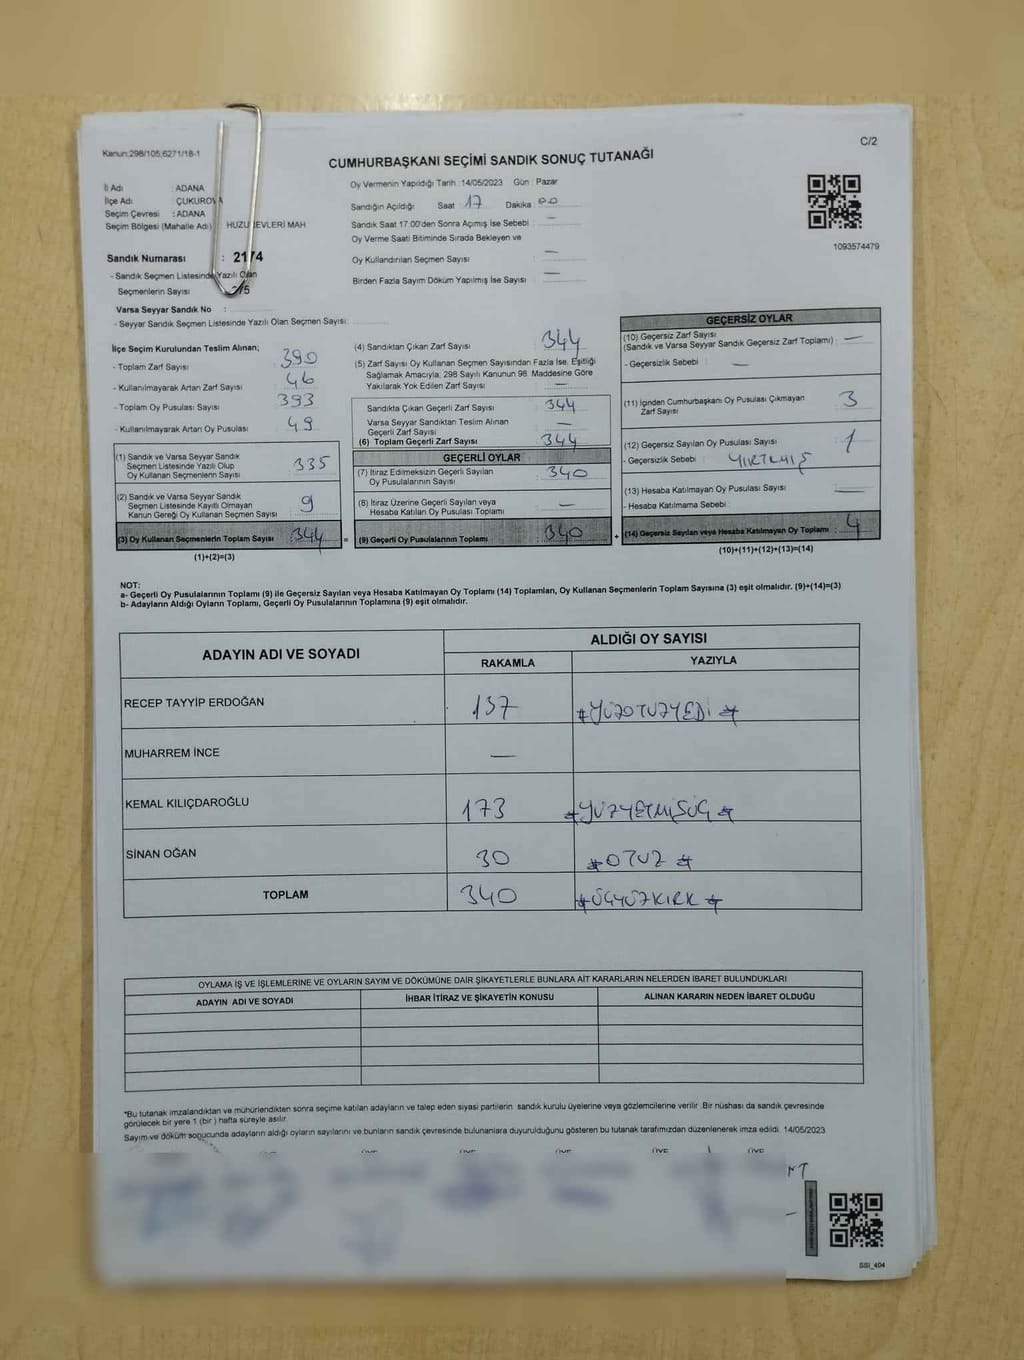 Kanun:298/105,6271/18-1
C/2
CUMHURBAŞKANI SEÇİMİ SANDIK SONUÇ TUTANAĞI
İl Adı : ADANA
İlçe Adı : ÇUKUROVA
Seçim Çevresi : ADANA
Seçim Bölgesi (Mahalle Adı) HUZUREVLERİ MAH
Sandık Numarası : 2174
- Sandık Seçmen Listesinde Yazılı Olan
Seçmenlerin Sayısı
Varsa Seyyar Sandık No :
- Seyyar Sandık Seçmen Listesinde Yazılı Olan Seçmen Sayısı:
Oy Vermenin Yapıldığı Tarih :14/05/2023 Gün : Pazar
Sandığın Açıldığı: Saat 17 Dakika 00
Sandık Saat 17.00'den Sonra Açılmış İse Sebebi : —
Oy Verme Saati Bitiminde Sırada Bekleyen ve
Oy Kullandırılan Seçmen Sayısı : —
Birden Fazla Sayım Döküm Yapılmış İse Sayısı : —
1093574479
İlçe Seçim Kurulundan Teslim Alınan;
- Toplam Zarf Sayısı : 390
- Kullanılmayarak Artan Zarf Sayısı : 46
- Toplam Oy Pusulası Sayısı : 393
- Kullanılmayarak Artan Oy Pusulası : 49
(1) Sandık ve Varsa Seyyar Sandık
Seçmen Listesinde Yazılı Olup
Oy Kullanan Seçmenlerin Sayısı : 335
(2) Sandık ve Varsa Seyyar Sandık
Seçmen Listesinde Kayıtlı Olmayan
Kanun Gereği Oy Kullanan Seçmen Sayısı : 9
(3) Oy Kullanan Seçmenlerin Toplam Sayısı : 344
(1)+(2)=(3)
(4) Sandıktan Çıkan Zarf Sayısı : 344
(5) Zarf Sayısı Oy Kullanan Seçmen Sayısından Fazla İse, Eşitliği
Sağlamak Amacıyla, 298 Sayılı Kanunun 98. Maddesine Göre
Yakılarak Yok Edilen Zarf Sayısı : —
Sandıkta Çıkan Geçerli Zarf Sayısı : 344
Varsa Seyyar Sandıktan Teslim Alınan
Geçerli Zarf Sayısı : —
(6) Toplam Geçerli Zarf Sayısı : 344
GEÇERLİ OYLAR
(7) İtiraz Edilmeksizin Geçerli Sayılan
Oy Pusulalarının Sayısı : 340
(8) İtiraz Üzerine Geçerli Sayılan veya
Hesaba Katılan Oy Pusulası Toplamı : —
(9) Geçerli Oy Pusulalarının Toplamı : 340
=
+
GEÇERSİZ OYLAR
(10) Geçersiz Zarf Sayısı
(Sandık ve Varsa Seyyar Sandık Geçersiz Zarf Toplamı) : —
- Geçersizlik Sebebi : —
(11) İçinden Cumhurbaşkanı Oy Pusulası Çıkmayan
Zarf Sayısı : 3
(12) Geçersiz Sayılan Oy Pusulası Sayısı : 1
- Geçersizlik Sebebi : YIRTILMIŞ
(13) Hesaba Katılmayan Oy Pusulası Sayısı : —
- Hesaba Katılmama Sebebi :
(14) Geçersiz Sayılan veya Hesaba Katılmayan Oy Toplamı : 4
(10)+(11)+(12)+(13)=(14)
NOT:
a- Geçerli Oy Pusulalarının Toplamı (9) ile Geçersiz Sayılan veya Hesaba Katılmayan Oy Toplamı (14) Toplamları, Oy Kullanan Seçmenlerin Toplam Sayısına (3) eşit olmalıdır. (9)+(14)=(3)
b- Adayların Aldığı Oyların Toplamı, Geçerli Oy Pusulalarının Toplamına (9) eşit olmalıdır.
ADAYIN ADI VE SOYADI
ALDIĞI OY SAYISI
RAKAMLA YAZIYLA
RECEP TAYYİP ERDOĞAN 137 #YÜZOTUZYEDİ#
MUHARREM İNCE —
KEMAL KILIÇDAROĞLU 173 #YÜZYETMİŞÜÇ#
SİNAN OĞAN 30 #OTUZ#
TOPLAM 340 #ÜÇYÜZKIRK#
OYLAMA İŞ VE İŞLEMLERİNE VE OYLARIN SAYIM VE DÖKÜMÜNE DAİR ŞİKAYETLERLE BUNLARA AİT KARARLARIN NELERDEN İBARET BULUNDUKLARI
ADAYIN ADI VE SOYADI İHBAR İTİRAZ VE ŞİKAYETİN KONUSU ALINAN KARARIN NEDEN İBARET OLDUĞU
*Bu tutanak imzalandıktan ve mühürlendikten sonra seçime katılan adayların ve talep eden siyasi partilerin sandık kurulu üyelerine veya gözlemcilerine verilir. Bir nüshası da sandık çevresinde
görülecek bir yere 1 (bir) hafta süreyle asılır.
Sayım ve döküm sonucunda adayların aldığı oyların sayılarını ve bunların sandık çevresinde bulunanlara duyurulduğunu gösteren bu tutanak tarafımızdan düzenlenerek imza edildi. 14/05/2023
SSI_404